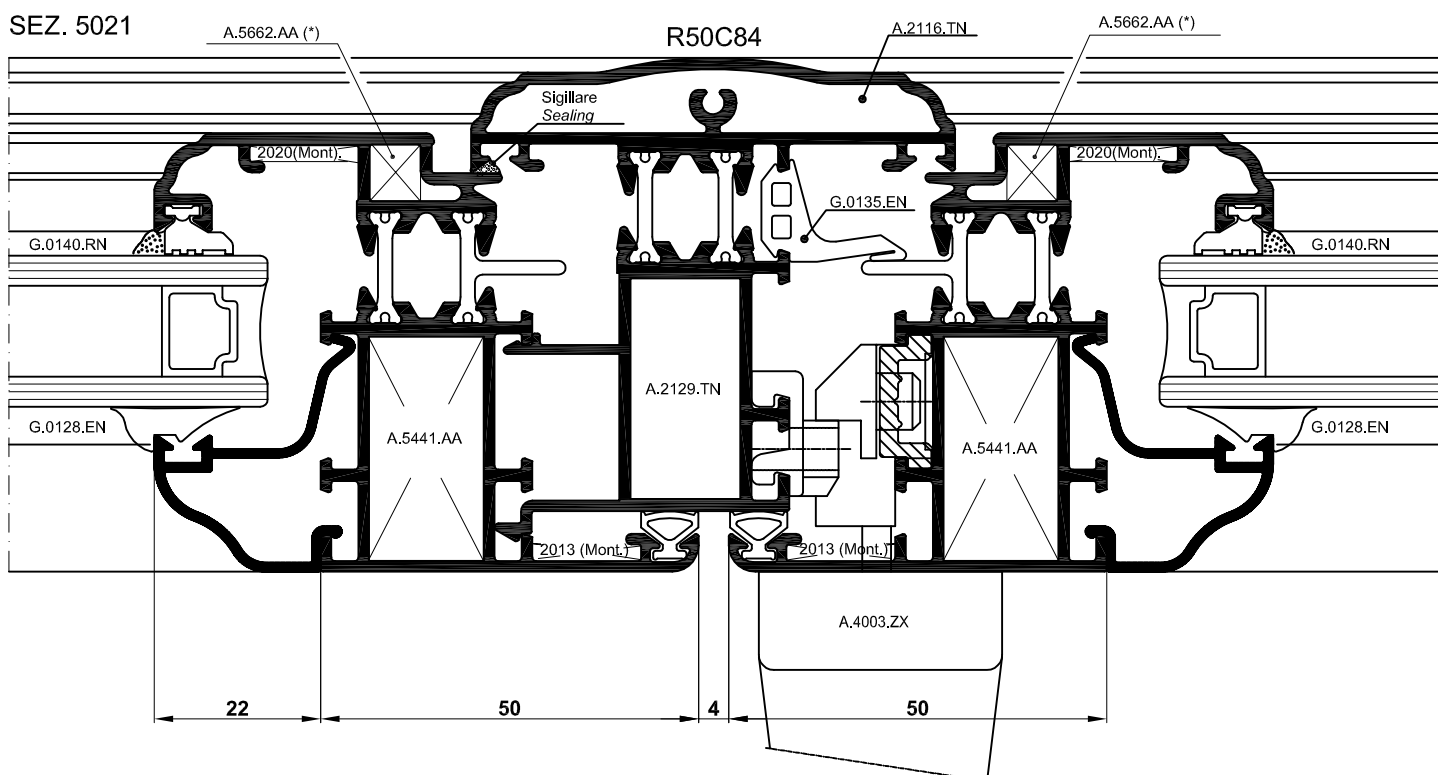 SEZ. 5021
A.5662.AA (*)
R50C84
A.2116.TN
A.5662.AA (*)
Sigillare
Sealing
2020(Mont).
2020(Mont).
G.0135.EN
G.0140.RN
G.0140.RN
A.2129.TN
G.0128.EN
A.5441.AA
A.5441.AA
G.0128.EN
2013 (Mont.)
2013 (Mont.)
A.4003.ZX
22
50
4
50